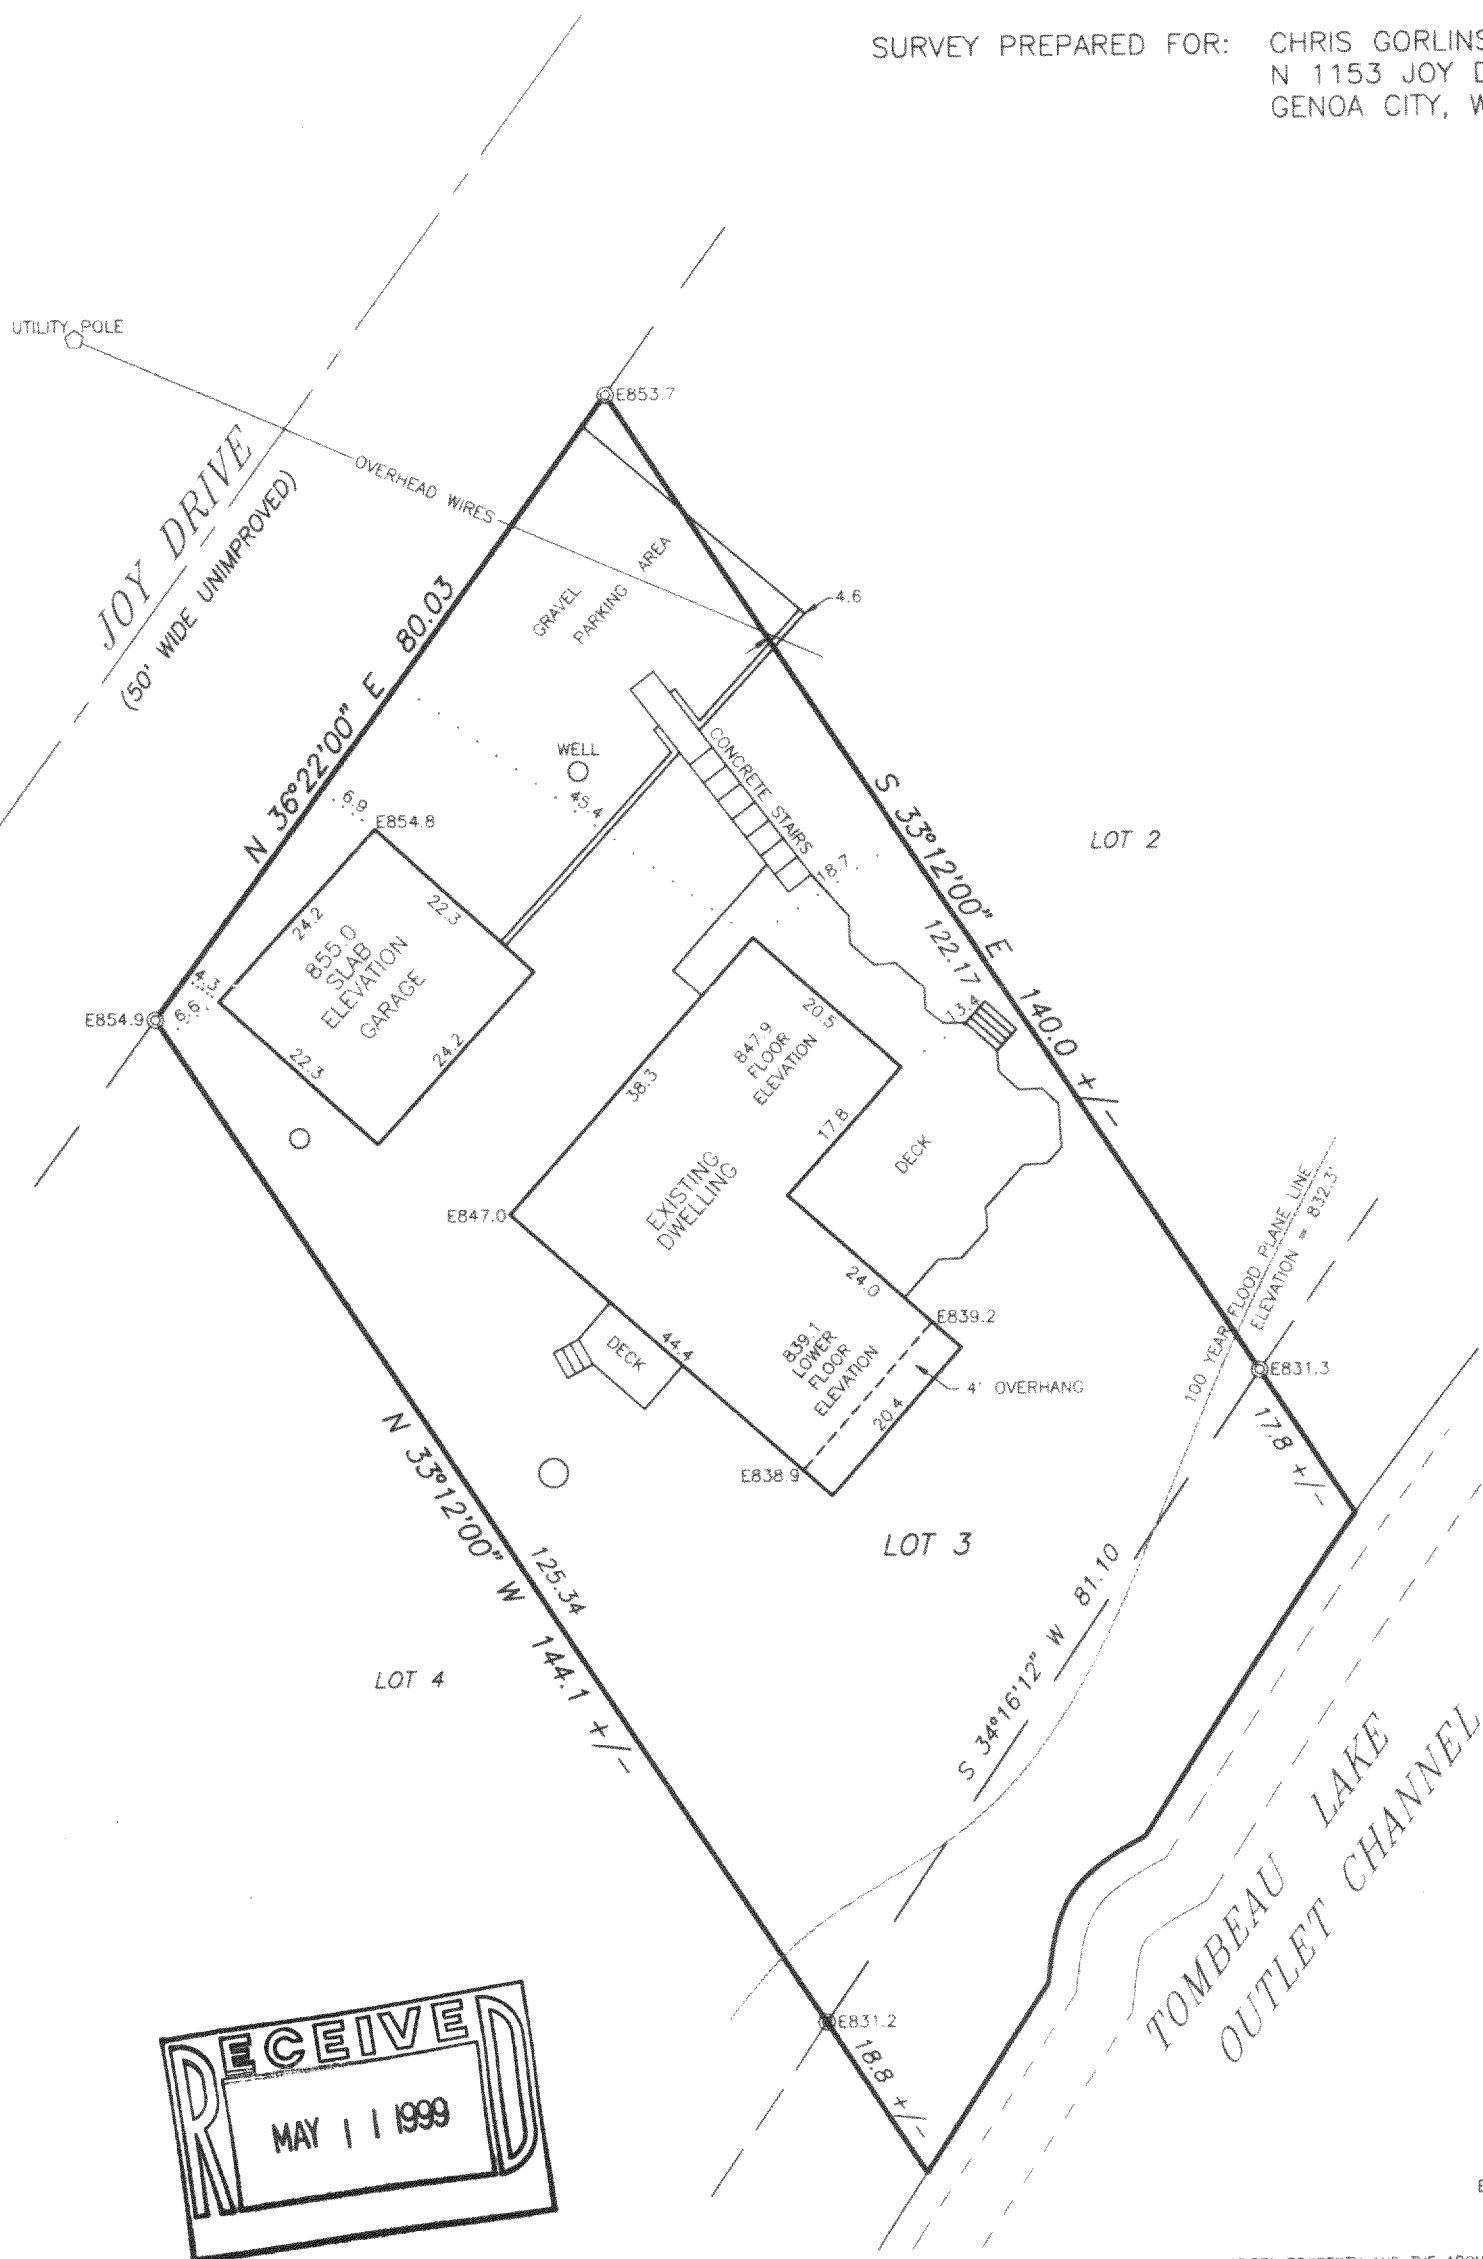 SURVEY PREPARED FOR: CHRIS GORLINS
N 1153 JOY D
GENOA CITY, W
UTILITY POLE
E853.7
OVERHEAD WIRES
JOY DRIVE
(50' WIDE UNIMPROVED)
GRAVEL
PARKING AREA
4.6
N 36°22'00" E 80.03
WELL
CONCRETE STAIRS
45.4
6.9
E854.8
18.7
S 33°12'00" E 140.0 +/-
122.17
LOT 2
22.3
24.2
855.0
SLAB
ELEVATION
GARAGE
4.3
6.6
E854.9
22.3
24.2
13.4
20.5
847.9
FLOOR
ELEVATION
38.3
17.8
DECK
EXISTING
DWELLING
E847.0
24.0
E839.2
839.1
LOWER
FLOOR
ELEVATION
44.4
DECK
4' OVERHANG
20.4
E838.9
100 YEAR FLOOD PLANE LINE
ELEVATION = 832.3'
E831.3
17.8 +/-
N 33°12'00" W 144.1 +/-
125.34
LOT 3
S 34°16'12" W 81.10
LOT 4
TOMBEAU LAKE
OUTLET CHANNEL
E831.2
18.8 +/-
RECEIVED
MAY 11 1999